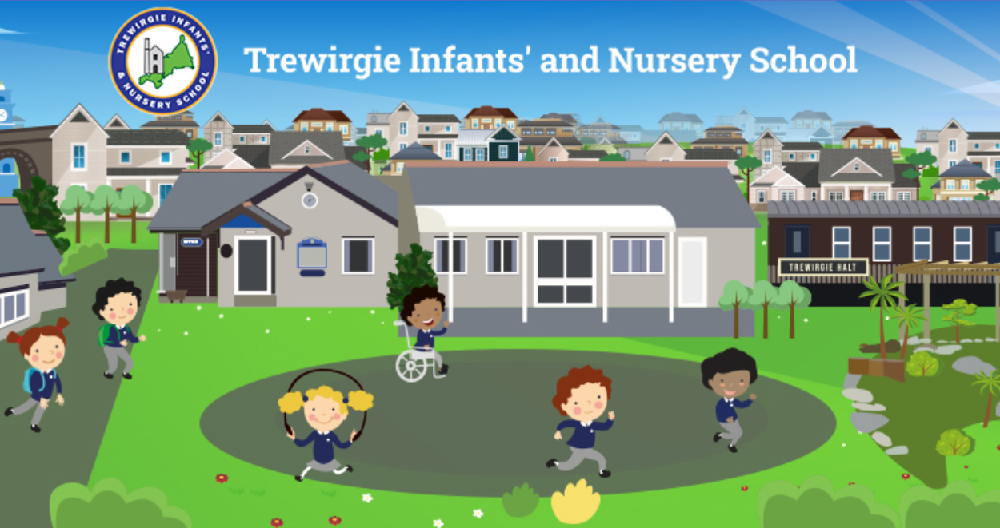 TREWIRGIE INFANTS'
& NURSERY SCHOOL
Trewirgie Infants' and Nursery School
TREWIRGIE HALT